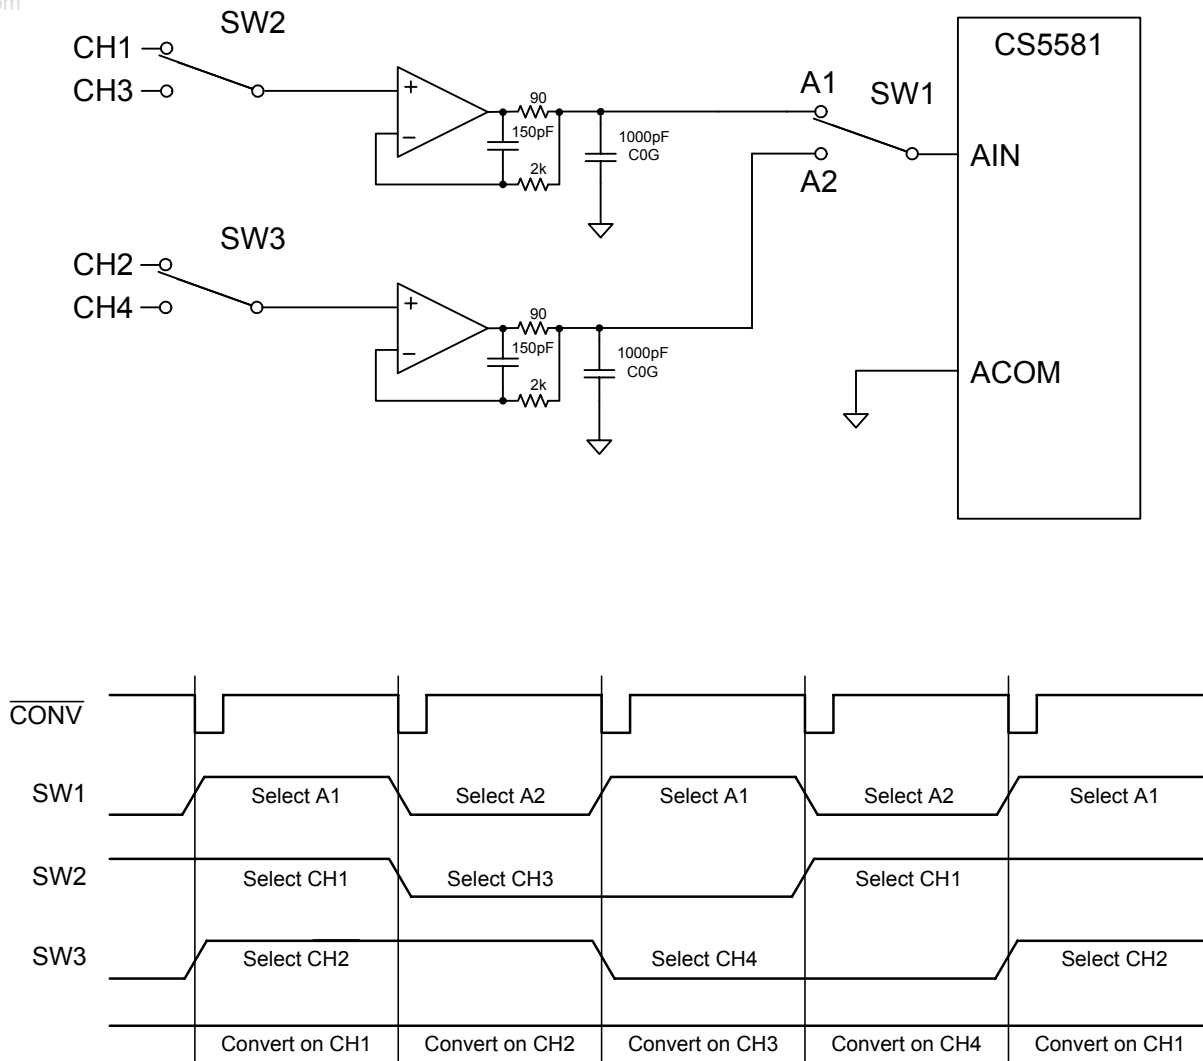 om
SW2
CH1
CH3
90
150pF
2k
1000pF
C0G
A1
SW1
A2
CS5581
AIN
ACOM
+
−
SW3
CH2
CH4
90
150pF
2k
1000pF
C0G
+
−
CONV
SW1 Select A1 Select A2 Select A1 Select A2 Select A1
SW2 Select CH1 Select CH3 Select CH1
SW3 Select CH2 Select CH4 Select CH2
Convert on CH1 Convert on CH2 Convert on CH3 Convert on CH4 Convert on CH1